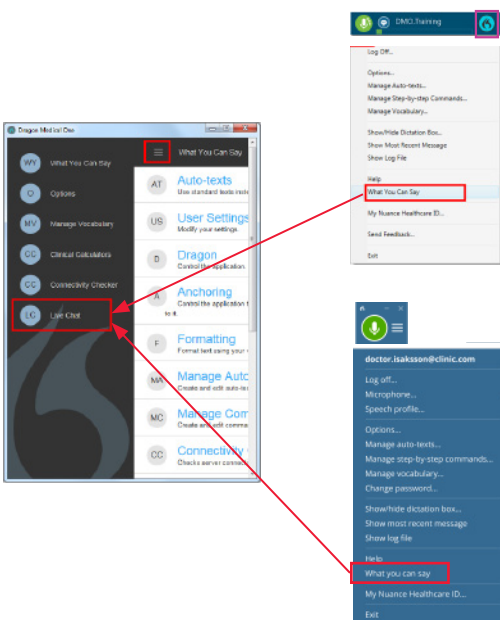 Dragon Medical One
WY What You Can Say
O Options
MV Manage Vocabulary
CC Clinical Calculators
CC Connectivity Checker
LC Live Chat
What You Can Say
AT Auto-texts
Use standard texts inste
US User Settings
Modify your settings.
D Dragon
Control the application.
A Anchoring
Control the application t
to it.
F Formatting
Format text using your
MA Manage Auto
Create and edit auto-tex
MC Manage Com
Create and edit comma
CC Connectivity
Checks server connect
DMO.Training
Log Off...
Options...
Manage Auto-texts...
Manage Step-by-step Commands...
Manage Vocabulary...
Show/Hide Dictation Box...
Show Most Recent Message
Show Log File
Help
What You Can Say
My Nuance Healthcare ID...
Send Feedback...
Exit
doctor.isaksson@clinic.com
Log off...
Microphone...
Speech profile...
Options...
Manage auto-texts...
Manage step-by-step commands...
Manage vocabulary...
Change password...
Show/hide dictation box...
Show most recent message
Show log file
Help
What you can say
My Nuance Healthcare ID...
Exit